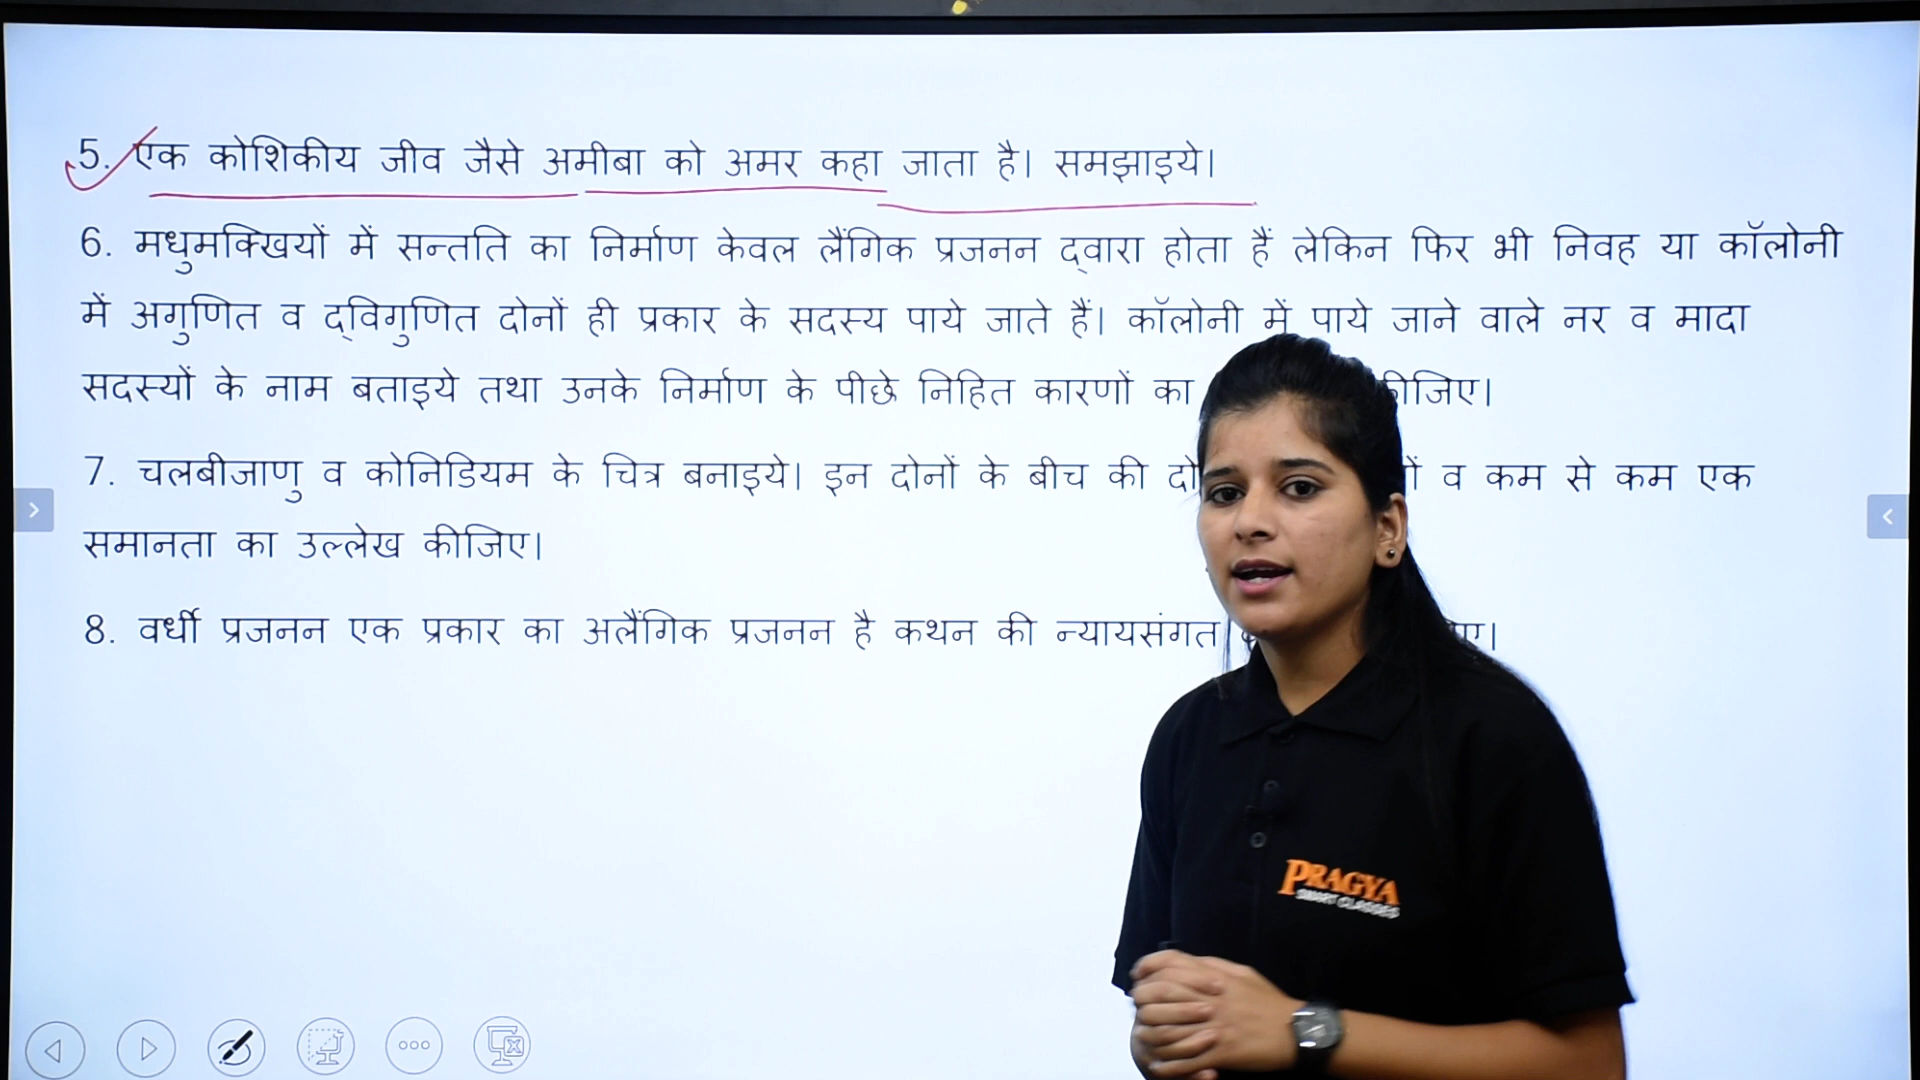 5. एक कोशिकीय जीव जैसे अमीबा को अमर कहा जाता है। समझाइये।
6. मधुमक्खियों में सन्तति का निर्माण केवल लैंगिक प्रजनन द्वारा होता हैं लेकिन फिर भी निवह या कॉलोनी
में अगुणित व द्विगुणित दोनों ही प्रकार के सदस्य पाये जाते हैं। कॉलोनी में पाये जाने वाले नर व मादा
सदस्यों के नाम बताइये तथा उनके निर्माण के पीछे निहित कारणों का
7. चलबीजाणु व कोनिडियम के चित्र बनाइये। इन दोनों के बीच की व कम से कम एक
समानता का उल्लेख कीजिए।
8. वर्धी प्रजनन एक प्रकार का अलैंगिक प्रजनन है कथन की न्यायसंगत
PRAGYA
SMART CLASSES